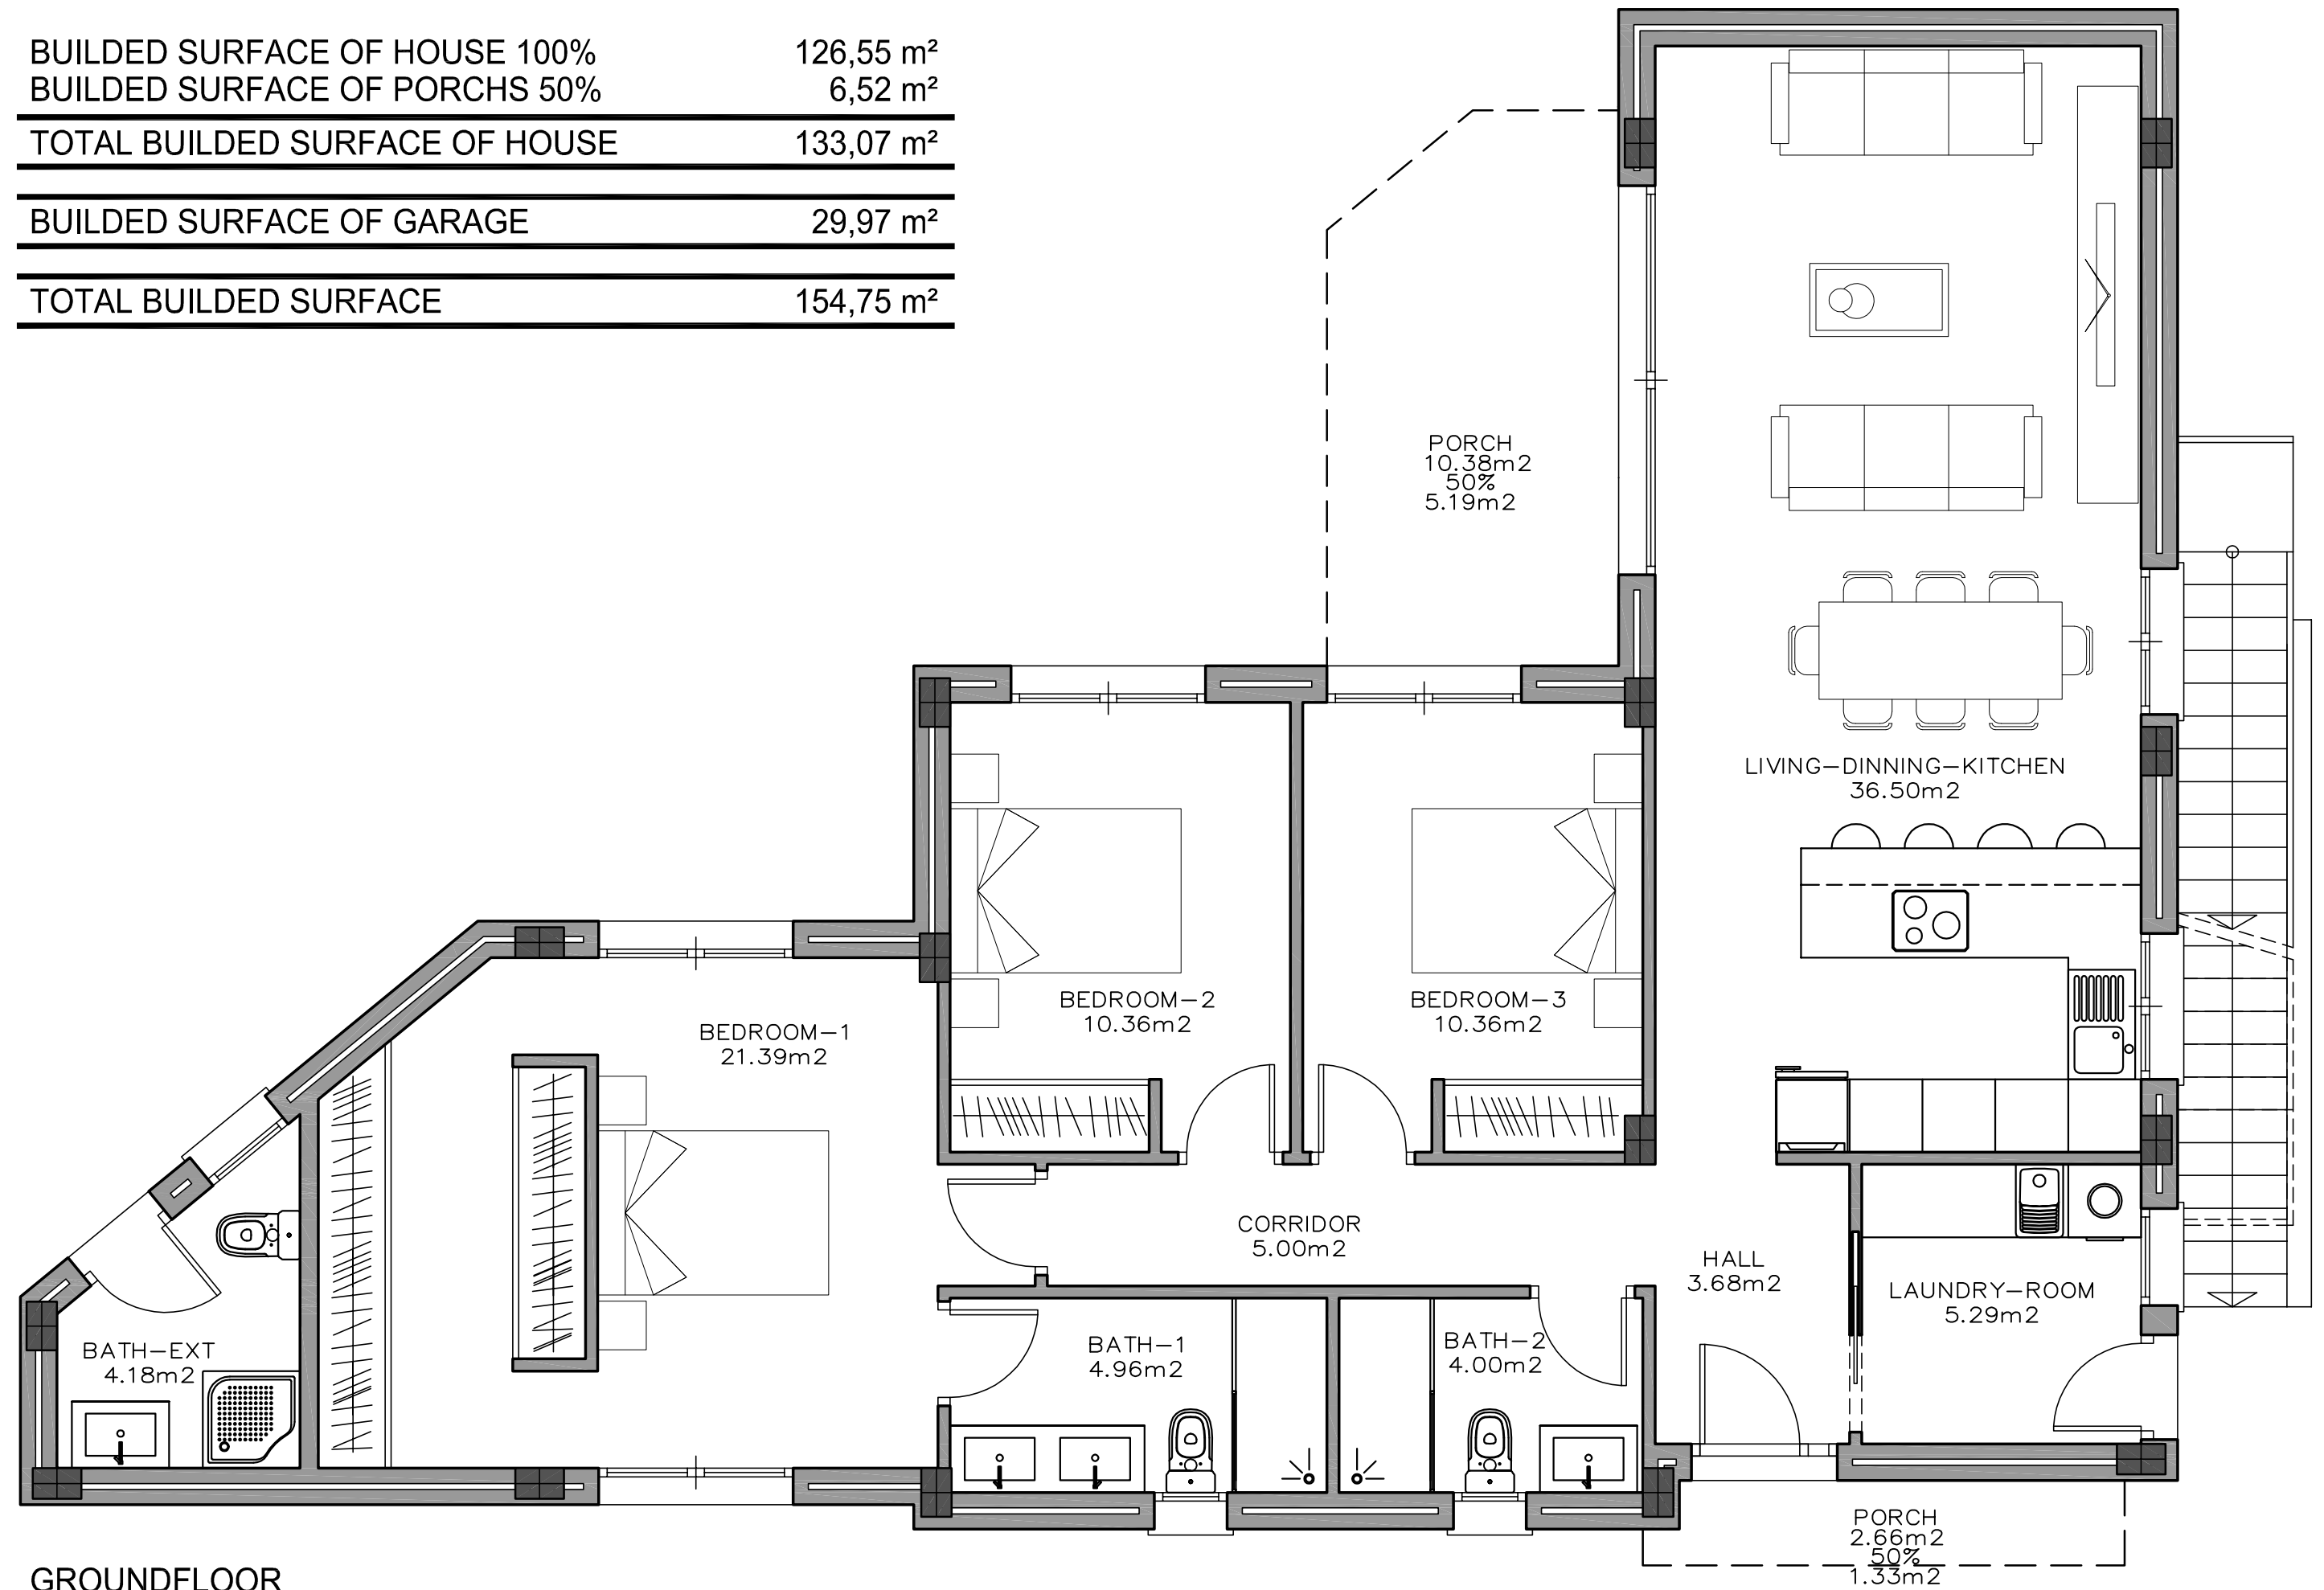 BUILDED SURFACE OF HOUSE 100% 126,55 m²
BUILDED SURFACE OF PORCHS 50% 6,52 m²
TOTAL BUILDED SURFACE OF HOUSE 133,07 m²
BUILDED SURFACE OF GARAGE 29,97 m²
TOTAL BUILDED SURFACE 154,75 m²
PORCH
10.38m2
50%
5.19m2
LIVING-DINNING-KITCHEN
36.50m2
BEDROOM-1
21.39m2
BEDROOM-2
10.36m2
BEDROOM-3
10.36m2
CORRIDOR
5.00m2
HALL
3.68m2
LAUNDRY-ROOM
5.29m2
BATH-EXT
4.18m2
BATH-1
4.96m2
BATH-2
4.00m2
PORCH
2.66m2
50%
1.33m2
GROUNDFLOOR